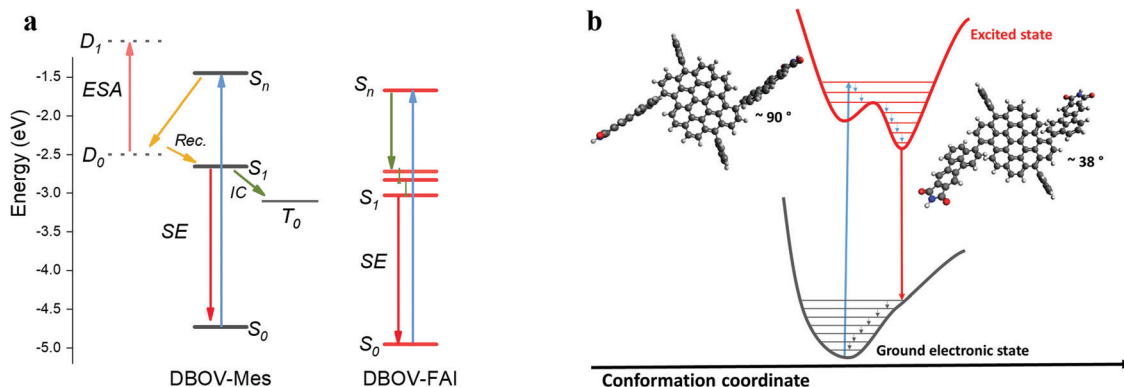 a
D1
ESA
D0
Energy (eV)
-1.5
-2.0
-2.5
-3.0
-3.5
-4.0
-4.5
-5.0
Sn
Rec.
S1
IC
T0
SE
S0
DBOV-Mes
Sn
S1
SE
S0
DBOV-FAI
b
Excited state
~ 90 °
~ 38 °
Ground electronic state
Conformation coordinate